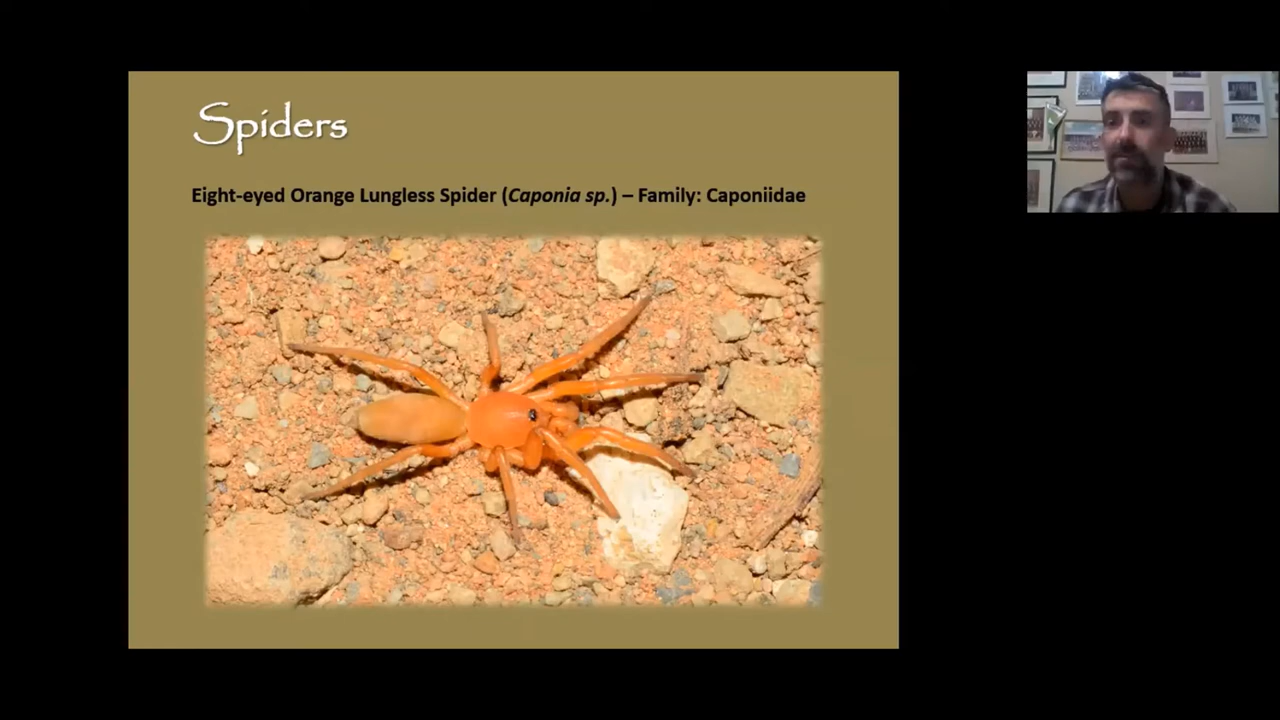 Spiders
Eight-eyed Orange Lungless Spider (Caponia sp.) – Family: Caponiidae